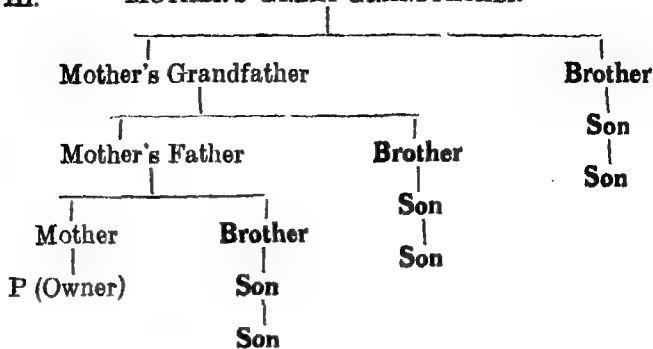 III.
Mother's Grandfather Brother
Son
Mother's Father Brother Son
Son
Mother Brother Son
P (Owner) Son
Son